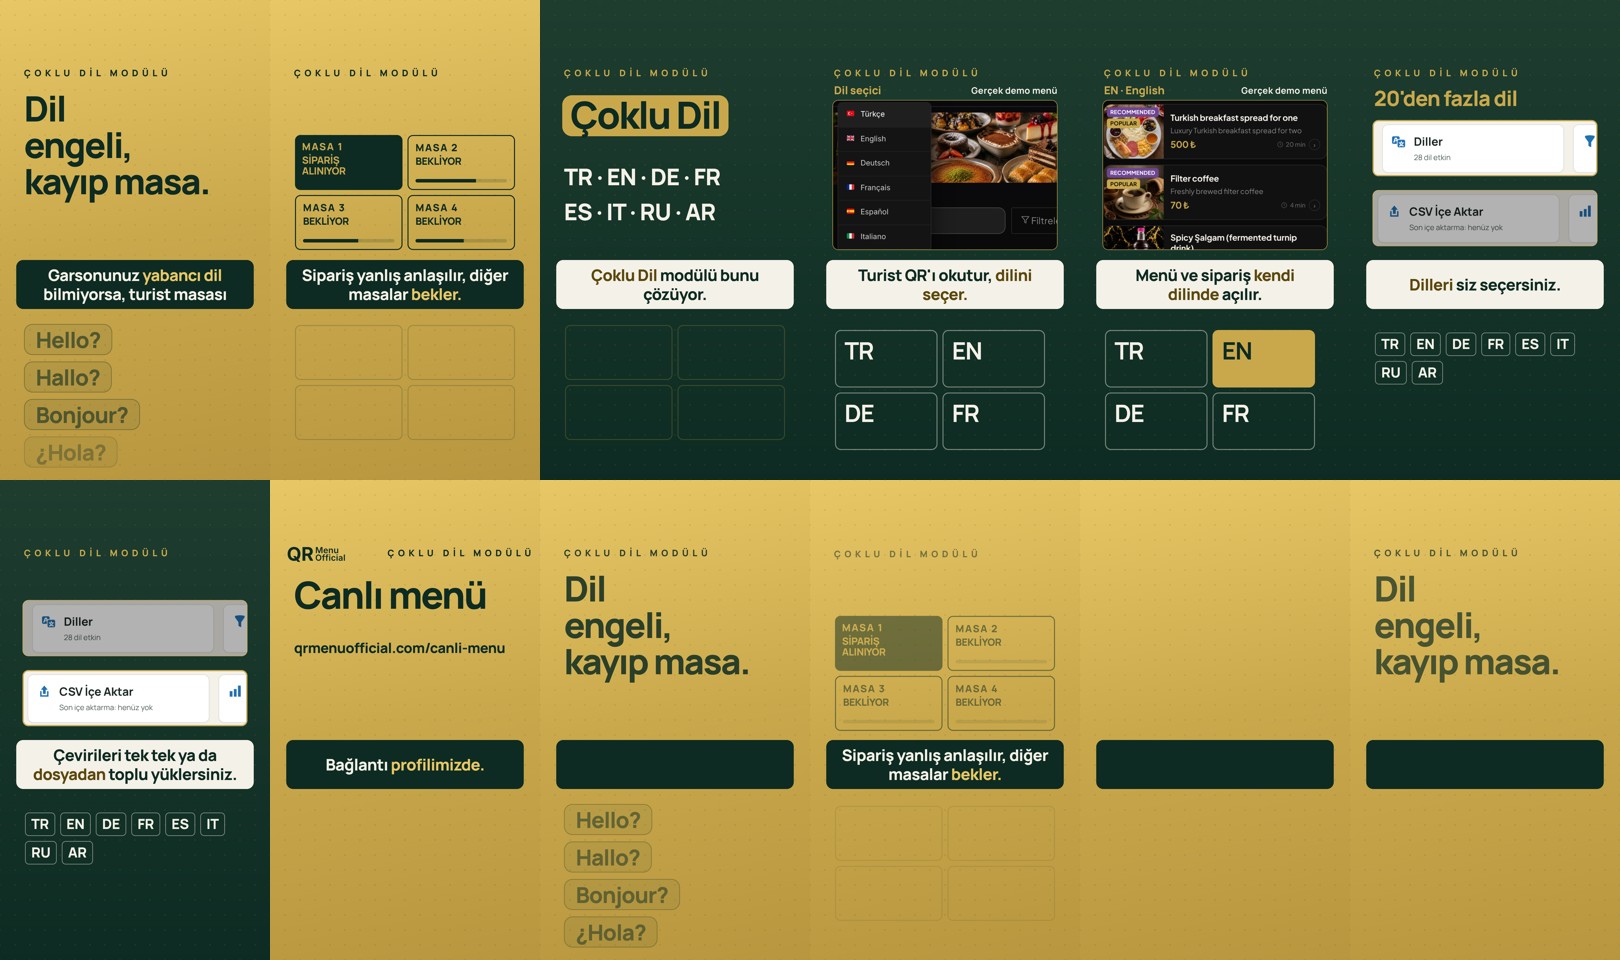 ÇOKLU DİL MODÜLÜ
Dil
engeli,
kayıp masa.
Garsonunuz yabancı dil
bilmiyorsa, turist masası
Hello?
Hallo?
Bonjour?
¿Hola?
ÇOKLU DİL MODÜLÜ
MASA 1
SİPARİŞ
ALINIYOR
MASA 2
BEKLİYOR
MASA 3
BEKLİYOR
MASA 4
BEKLİYOR
Sipariş yanlış anlaşılır, diğer
masalar bekler.
ÇOKLU DİL MODÜLÜ
Çoklu Dil
TR · EN · DE · FR
ES · IT · RU · AR
Çoklu Dil modülü bunu
çözüyor.
ÇOKLU DİL MODÜLÜ
Dil seçici
Gerçek demo menü
Türkçe
English
Deutsch
Français
Español
Italiano
Filtrele
Turist QR'ı okutur, dilini
seçer.
TR
EN
DE
FR
ÇOKLU DİL MODÜLÜ
EN · English
Gerçek demo menü
RECOMMENDED
POPULAR
Turkish breakfast spread for one
Luxury Turkish breakfast spread for two
500 ₺
20 min
RECOMMENDED
POPULAR
Filter coffee
Freshly brewed filter coffee
70 ₺
4 min
Spicy Şalgam (fermented turnip
drink)
Menü ve sipariş kendi
dilinde açılır.
TR
EN
DE
FR
ÇOKLU DİL MODÜLÜ
20'den fazla dil
Diller
28 dil etkin
CSV İçe Aktar
Son içe aktarma: henüz yok
Dilleri siz seçersiniz.
TR EN DE FR ES IT
RU AR
ÇOKLU DİL MODÜLÜ
Diller
28 dil etkin
CSV İçe Aktar
Son içe aktarma: henüz yok
Çevirileri tek tek ya da
dosyadan toplu yüklersiniz.
TR EN DE FR ES IT
RU AR
QR Menu
Official
ÇOKLU DİL MODÜLÜ
Canlı menü
qrmenuofficial.com/canli-menu
Bağlantı profilimizde.
ÇOKLU DİL MODÜLÜ
Dil
engeli,
kayıp masa.
Hello?
Hallo?
Bonjour?
¿Hola?
ÇOKLU DİL MODÜLÜ
MASA 1
SİPARİŞ
ALINIYOR
MASA 2
BEKLİYOR
MASA 3
BEKLİYOR
MASA 4
BEKLİYOR
Sipariş yanlış anlaşılır, diğer
masalar bekler.
ÇOKLU DİL MODÜLÜ
Dil
engeli,
kayıp masa.